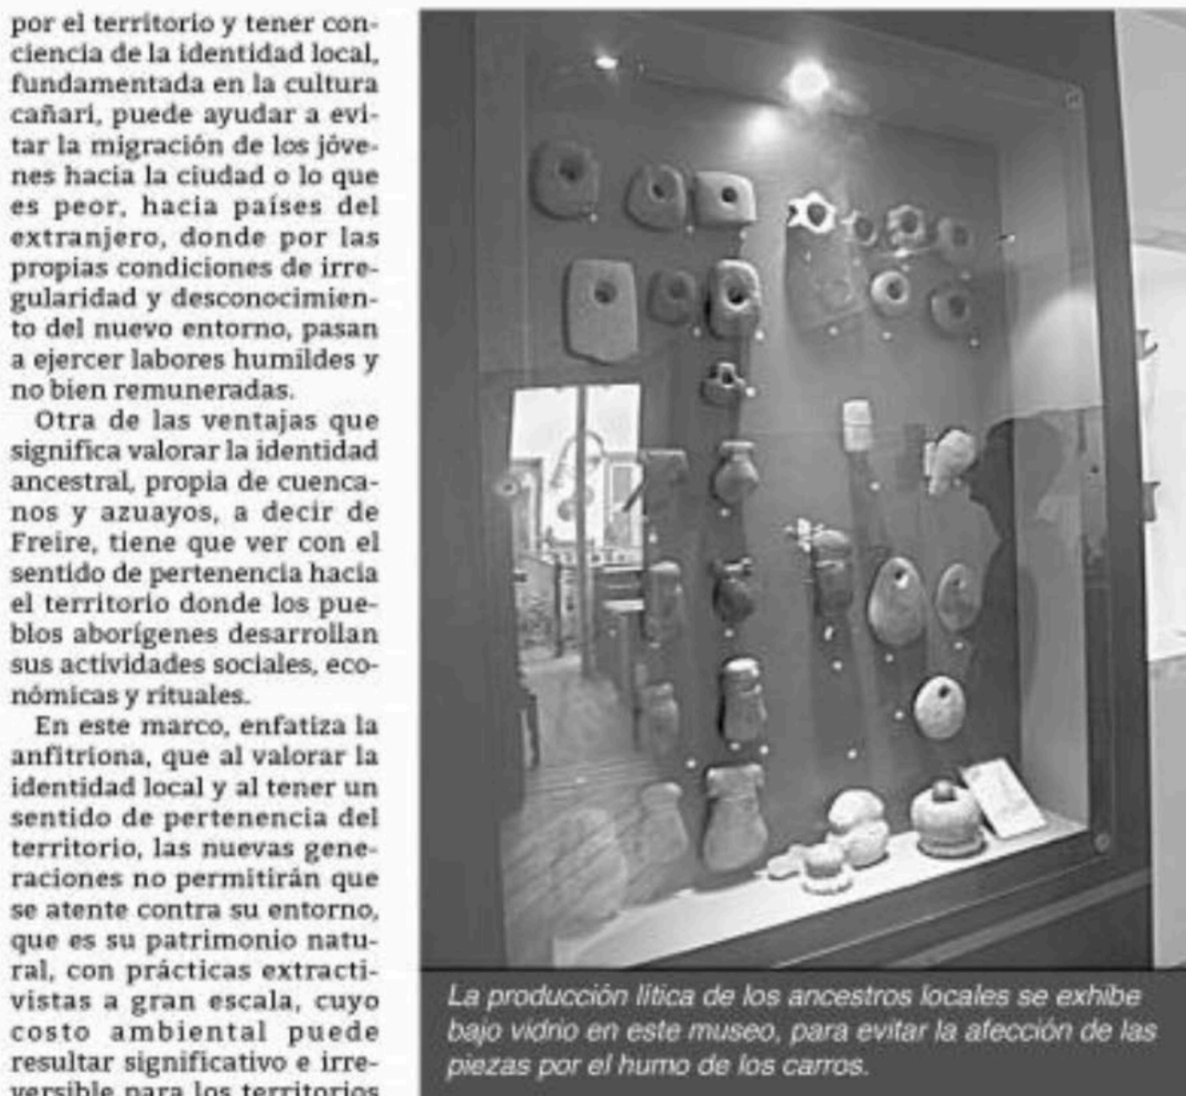 por el territorio y tener con-
ciencia de la identidad local,
fundamentada en la cultura
cañari, puede ayudar a evi-
tar la migración de los jóve-
nes hacia la ciudad o lo que
es peor, hacia países del
extranjero, donde por las
propias condiciones de irre-
gularidad y desconocimien-
to del nuevo entorno, pasan
a ejercer labores humildes y
no bien remuneradas.
Otra de las ventajas que
significa valorar la identidad
ancestral, propia de cuenca-
nos y azuayos, a decir de
Freire, tiene que ver con el
sentido de pertenencia hacia
el territorio donde los pue-
blos aborígenes desarrollan
sus actividades sociales, eco-
nómicas y rituales.
En este marco, enfatiza la
anfitriona, que al valorar la
identidad local y al tener un
sentido de pertenencia del
territorio, las nuevas gene-
raciones no permitirán que
se atente contra su entorno,
que es su patrimonio natu-
ral, con prácticas extracti-
vistas a gran escala, cuyo
costo ambiental puede
resultar significativo e irre-
versible para los territorios
La producción lítica de los ancestros locales se exhibe
bajo vidrio en este museo, para evitar la afección de las
piezas por el humo de los carros.